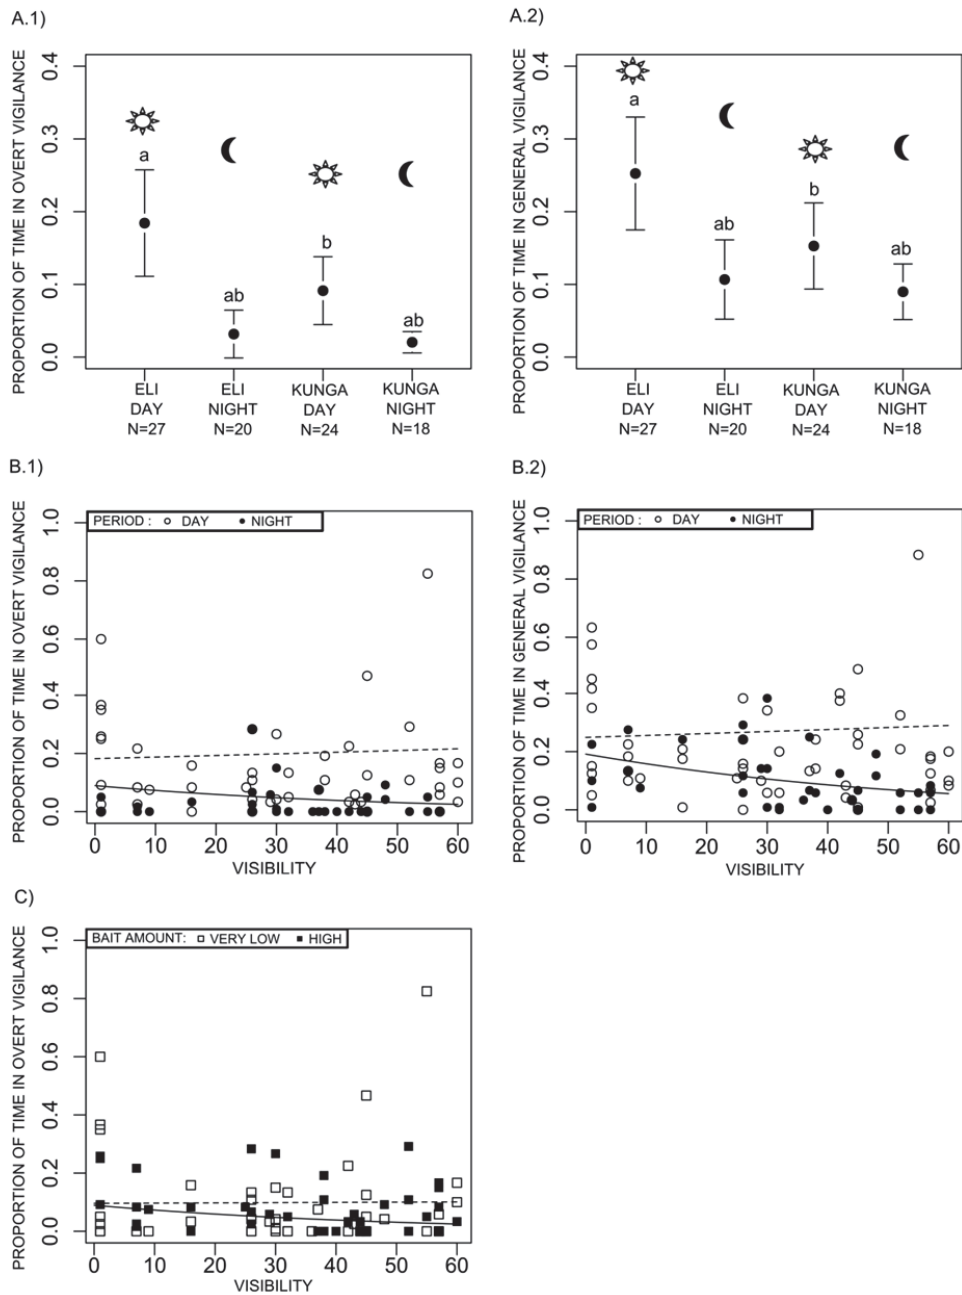 A.1)
PROPORTION OF TIME IN OVERT VIGILANCE
0.4
0.3
0.2
0.1
0.0
a
ab
b
ab
ELI DAY N=27
ELI NIGHT N=20
KUNGA DAY N=24
KUNGA NIGHT N=18
A.2)
PROPORTION OF TIME IN GENERAL VIGILANCE
0.4
0.3
0.2
0.1
0.0
a
ab
b
ab
ELI DAY N=27
ELI NIGHT N=20
KUNGA DAY N=24
KUNGA NIGHT N=18
B.1)
PROPORTION OF TIME IN OVERT VIGILANCE
PERIOD : DAY NIGHT
1.0
0.8
0.6
0.4
0.2
0.0
0 10 20 30 40 50 60
VISIBILITY
B.2)
PROPORTION OF TIME IN GENERAL VIGILANCE
PERIOD : DAY NIGHT
1.0
0.8
0.6
0.4
0.2
0.0
0 10 20 30 40 50 60
VISIBILITY
C)
PROPORTION OF TIME IN OVERT VIGILANCE
BAIT AMOUNT: VERY LOW HIGH
1.0
0.8
0.6
0.4
0.2
0.0
0 10 20 30 40 50 60
VISIBILITY